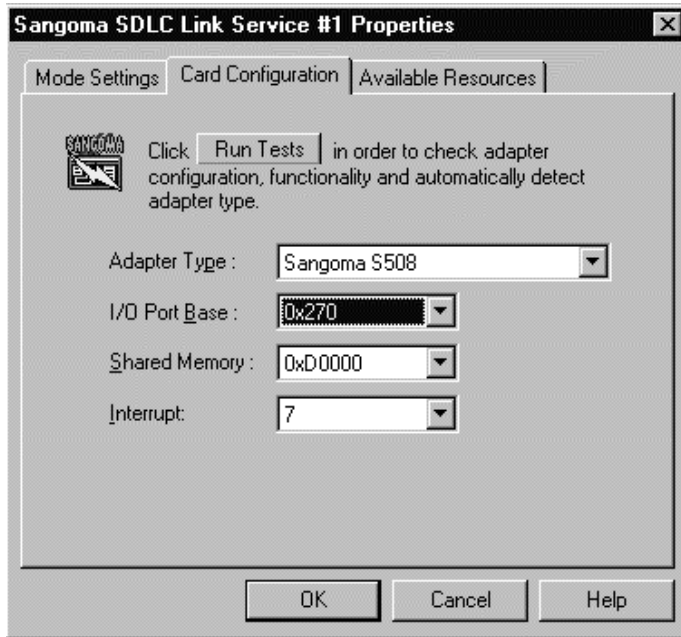 Sangoma SDLC Link Service #1 Properties
Mode Settings Card Configuration Available Resources
SANGOMA
Click Run Tests in order to check adapter
configuration, functionality and automatically detect
adapter type.
Adapter Type : Sangoma S508
I/O Port Base : 0x270
Shared Memory : 0xD0000
Interrupt: 7
OK Cancel Help